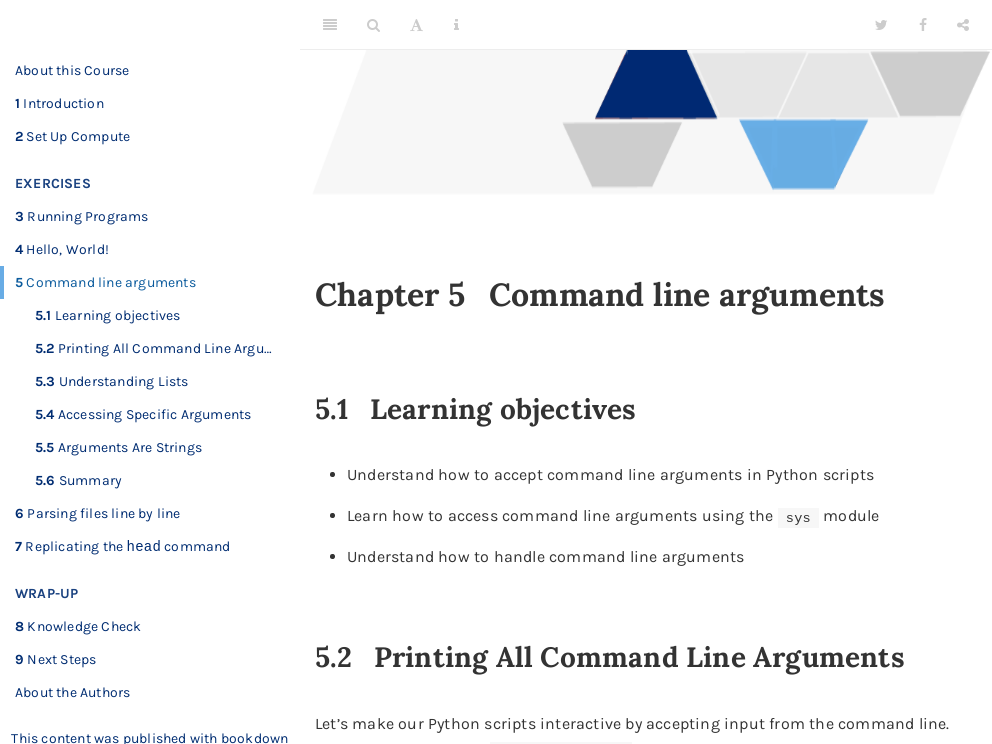 About this Course
1 Introduction
2 Set Up Compute
EXERCISES
3 Running Programs
4 Hello, World!
5 Command line arguments
5.1 Learning objectives
5.2 Printing All Command Line Argu…
5.3 Understanding Lists
5.4 Accessing Specific Arguments
5.5 Arguments Are Strings
5.6 Summary
6 Parsing files line by line
7 Replicating the head command
WRAP-UP
8 Knowledge Check
9 Next Steps
About the Authors
This content was published with bookdown
Chapter 5 Command line arguments
5.1 Learning objectives
• Understand how to accept command line arguments in Python scripts
• Learn how to access command line arguments using the sys module
• Understand how to handle command line arguments
5.2 Printing All Command Line Arguments
Let’s make our Python scripts interactive by accepting input from the command line.